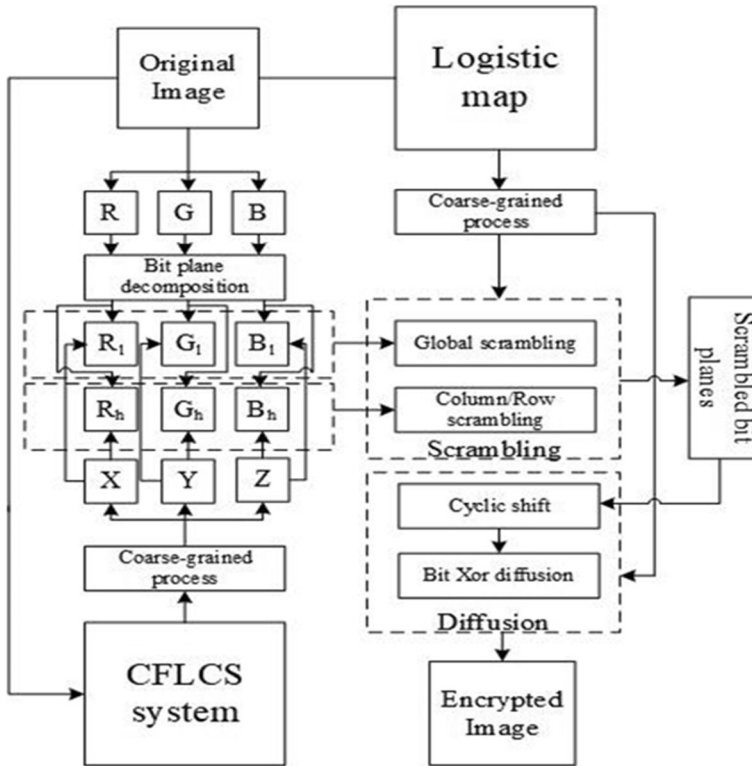 Original
Image
Logistic
map
R
G
B
Coarse-grained
process
Bit plane
decomposition
R₁
G₁
B₁
Global scrambling
Scrambled bit
planes
Rₕ
Gₕ
Bₕ
Column/Row
scrambling
Scrambling
X
Y
Z
Cyclic shift
Coarse-grained
process
Bit Xor diffusion
Diffusion
CFLCS
system
Encrypted
Image